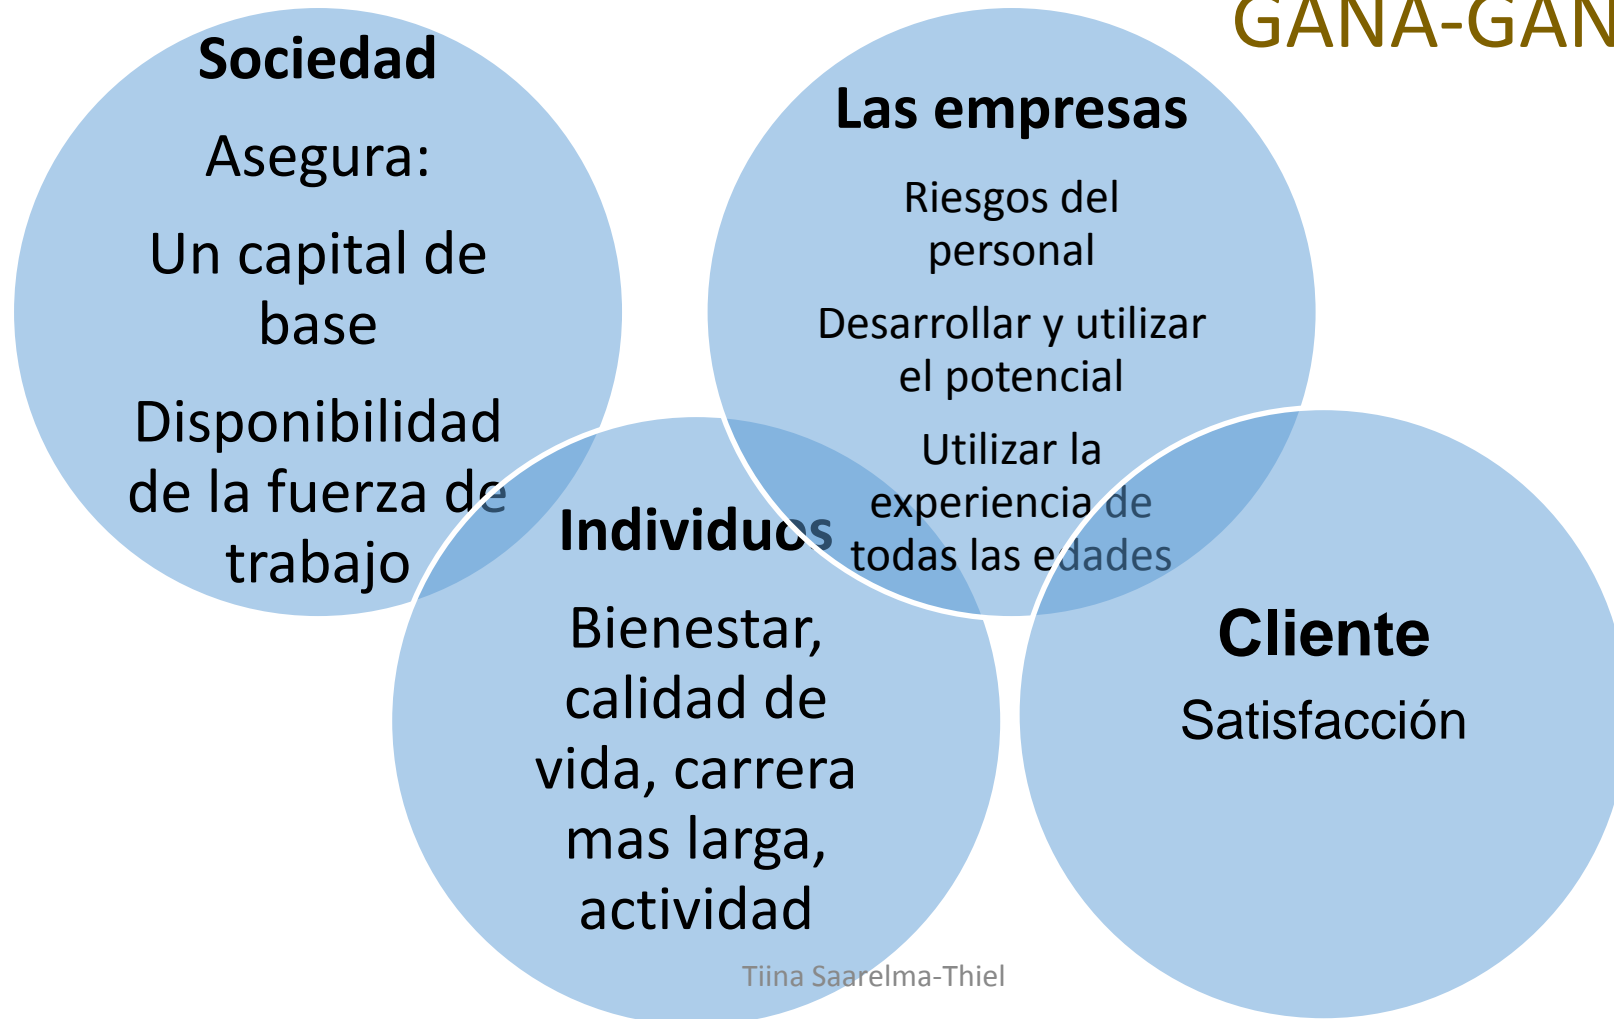 GANA-GAN
Sociedad
Asegura:
Un capital de
base
Disponibilidad
de la fuerza de
trabajo
Las empresas
Riesgos del
personal
Desarrollar y utilizar
el potencial
Utilizar la
experiencia de
todas las edades
Individuos
Bienestar,
calidad de
vida, carrera
mas larga,
actividad
Cliente
Satisfacción
Tiina Saarelma-Thiel